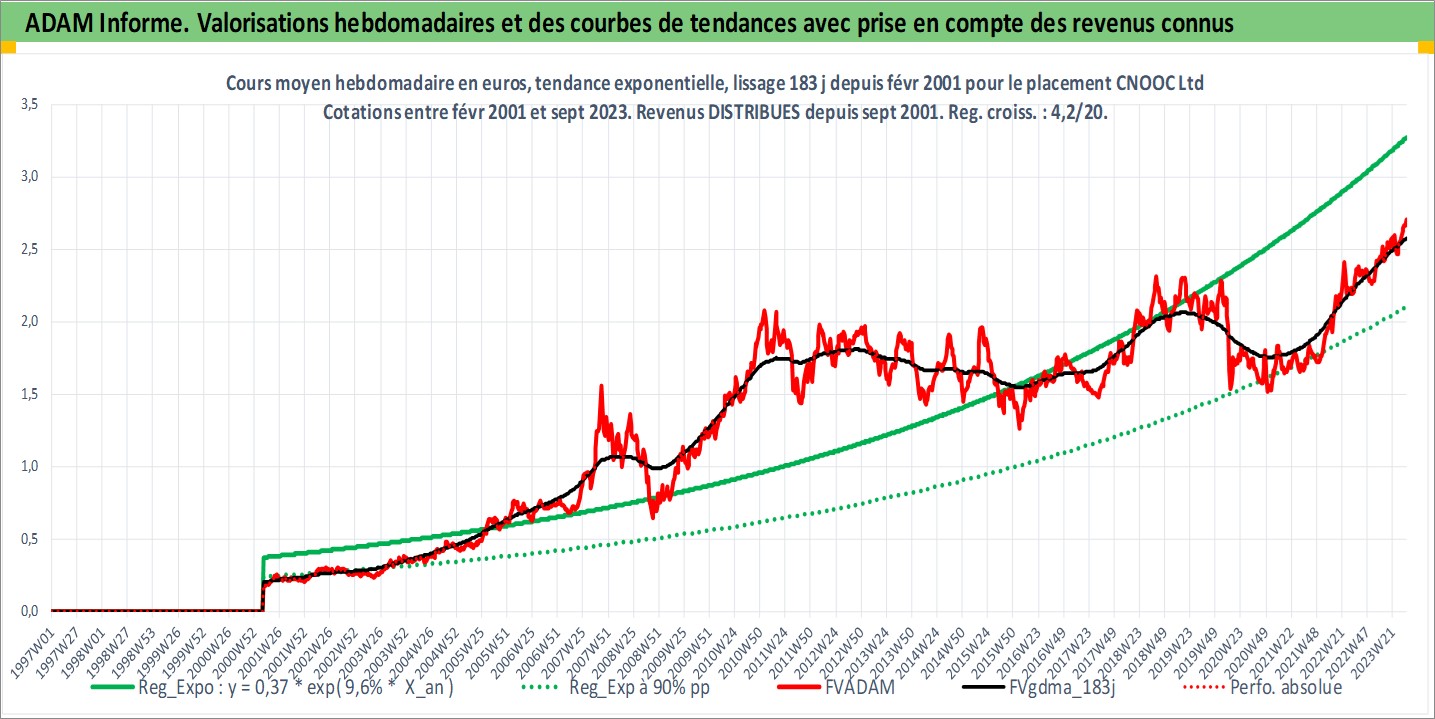 ADAM Informe. Valorisations hebdomadaires et des courbes de tendances avec prise en compte des revenus connus
Cours moyen hebdomadaire en euros, tendance exponentielle, lissage 183 j depuis févr 2001 pour le placement CNOOC Ltd
Cotations entre févr 2001 et sept 2023. Revenus DISTRIBUES depuis sept 2001. Reg. croiss. : 4,2/20.
3,5
3,0
2,5
2,0
1,5
1,0
0,5
0,0
1997W01
1997W27
1998W01
1998W27
1998W53
1999W26
1999W52
2000W26
2000W52
2001W26
2001W52
2002W26
2002W52
2003W26
2003W52
2004W26
2004W52
2005W25
2005W51
2006W25
2006W51
2007W25
2007W51
2008W25
2008W51
2009W25
2009W51
2010W24
2010W50
2011W24
2011W50
2012W24
2012W50
2013W24
2013W50
2014W24
2014W50
2015W24
2015W50
2016W23
2016W49
2017W23
2017W49
2018W23
2018W49
2019W23
2019W49
2020W23
2020W49
2021W22
2021W48
2022W21
2022W47
2023W21
Reg_Expo : y = 0,37 * exp( 9,6% * X_an )
Reg_Exp à 90% pp
FVADAM
FVgdma_183j
Perfo. absolue